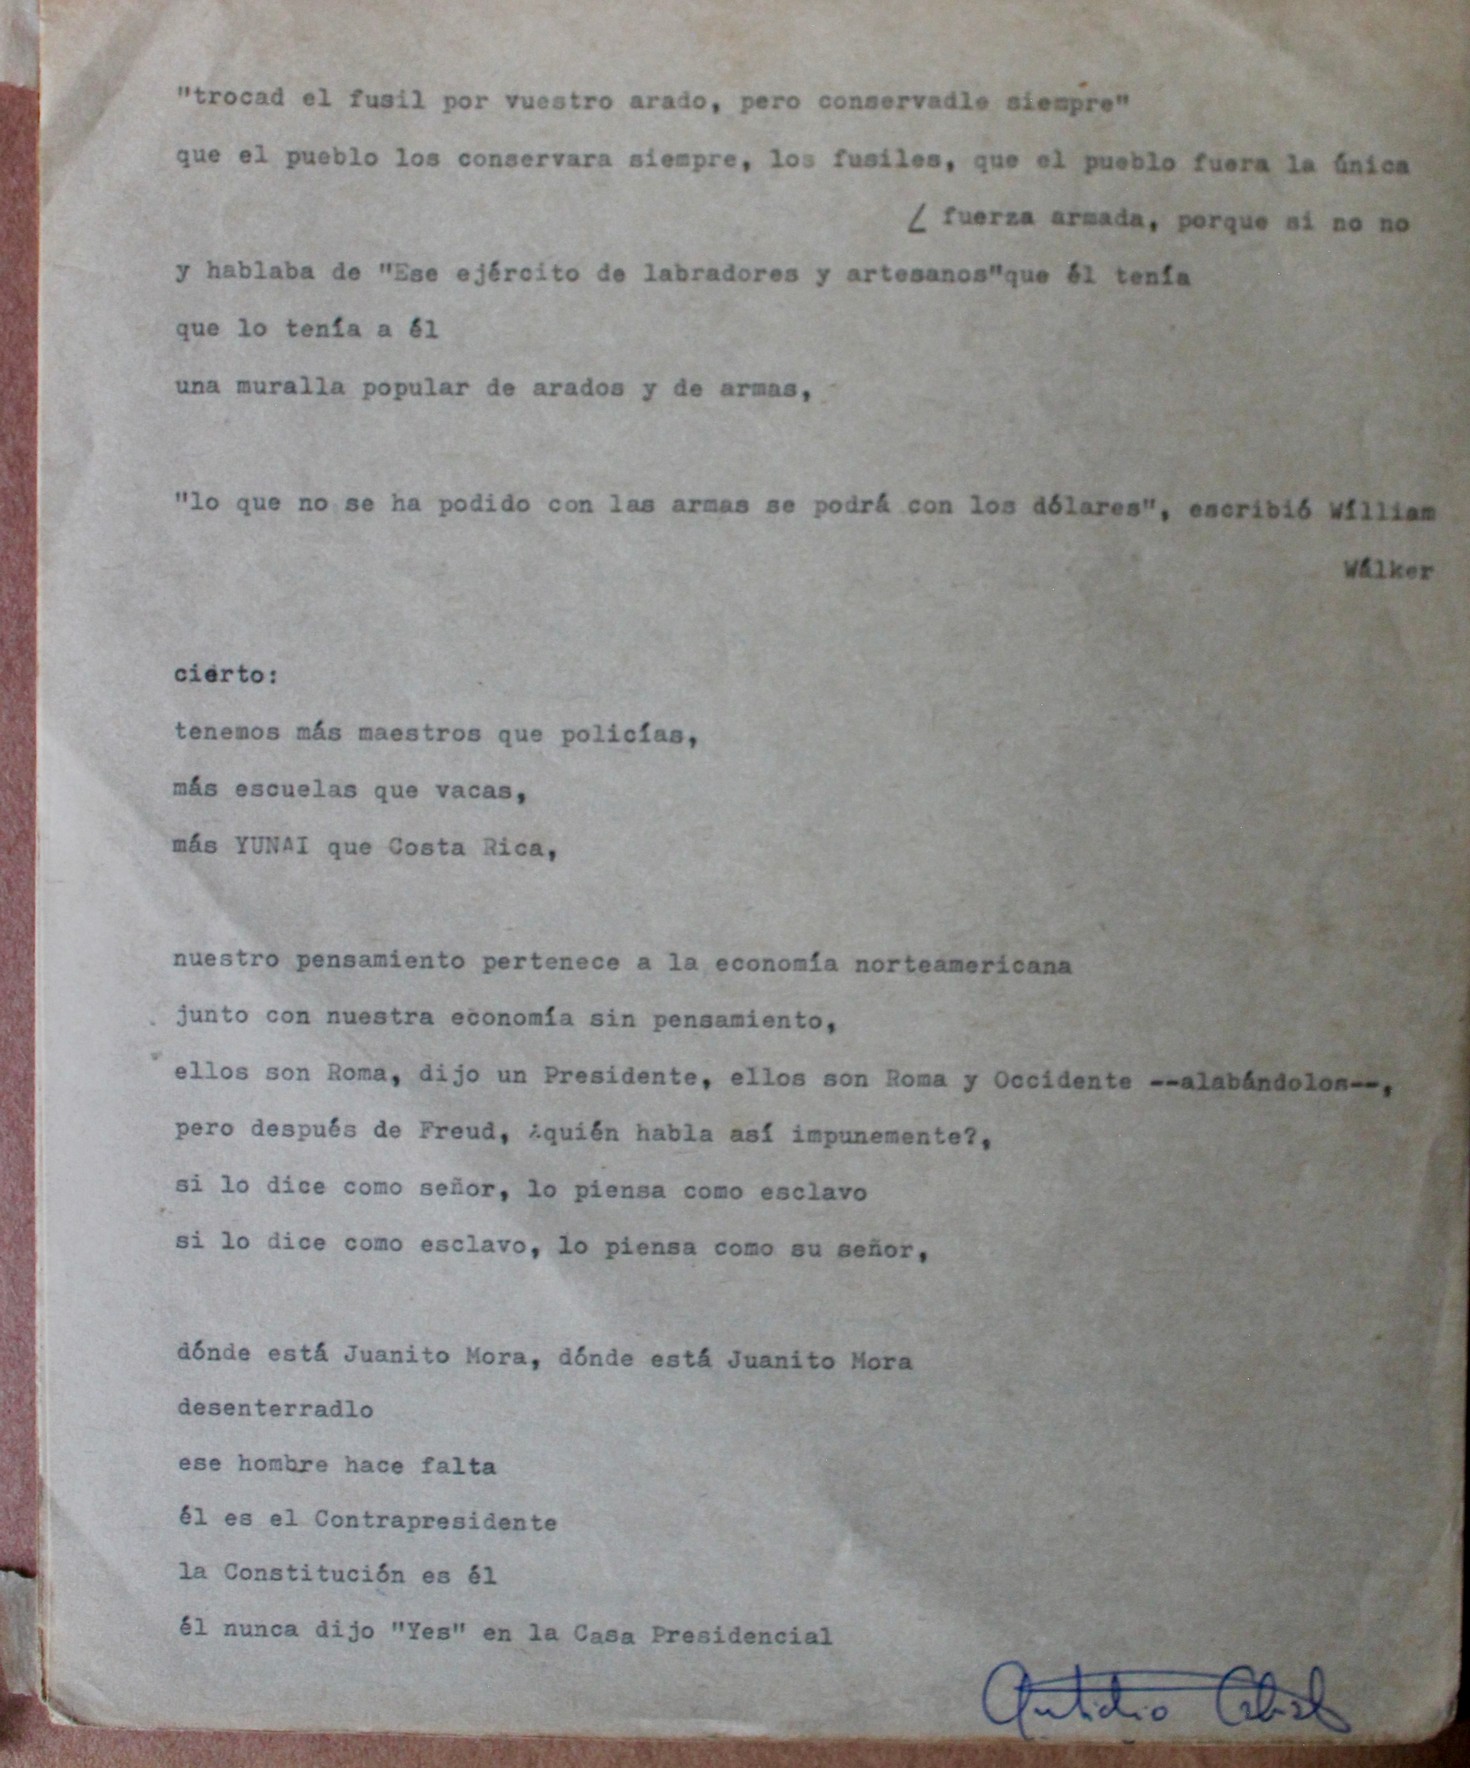 "trocad el fusil por vuestro arado, pero conservadle siempre"
que el pueblo los conservara siempre, los fusiles, que el pueblo fuera la única
/ fuerza armada, porque si no no
y hablaba de "Ese ejército de labradores y artesanos"que él tenía
que lo tenía a él
una muralla popular de arados y de armas,
"lo que no se ha podido con las armas se podrá con los dólares", escribió Wílliam
Wálker
cierto:
tenemos más maestros que policías,
más escuelas que vacas,
más YUNAI que Costa Rica,
nuestro pensamiento pertenece a la economía norteamericana
junto con nuestra economía sin pensamiento,
ellos son Roma, dijo un Presidente, ellos son Roma y Occidente --alabándolos--,
pero después de Freud, ¿quién habla así impunemente?,
si lo dice como señor, lo piensa como esclavo
si lo dice como esclavo, lo piensa como su señor,
dónde está Juanito Mora, dónde está Juanito Mora
desenterradlo
ese hombre hace falta
él es el Contrapresidente
la Constitución es él
él nunca dijo "Yes" en la Casa Presidencial
Antidio Cabal